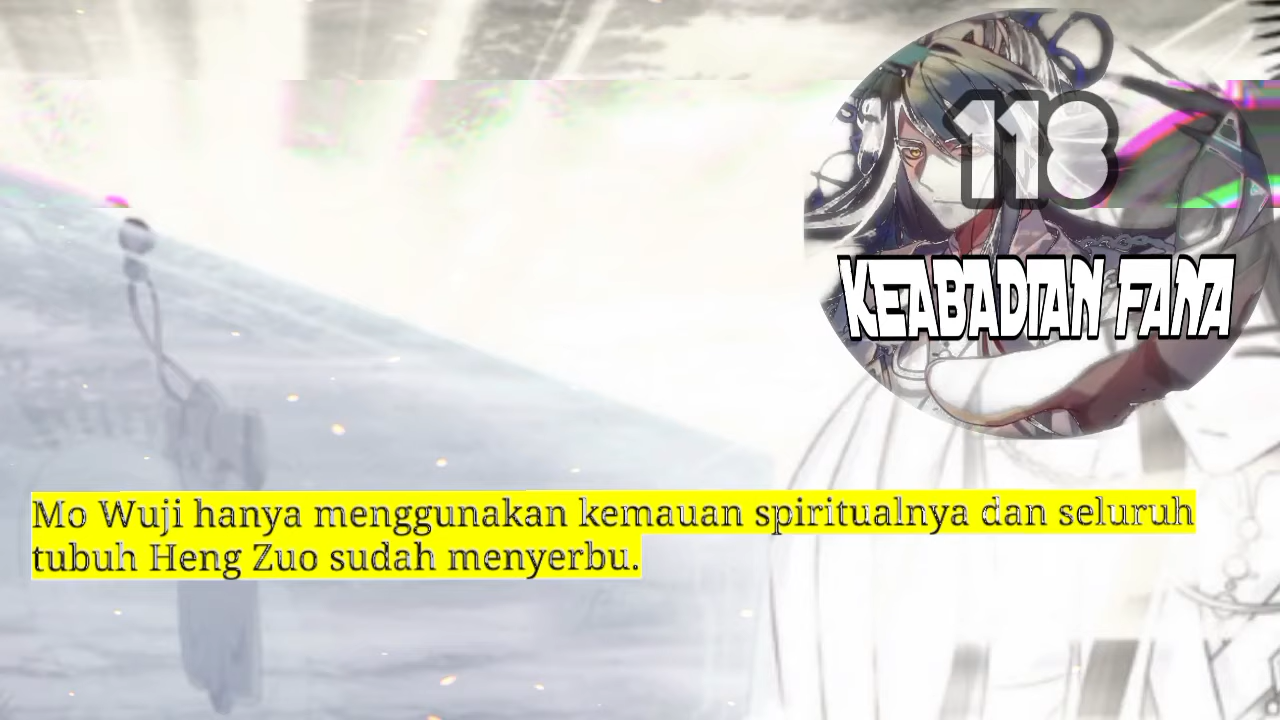 118
KEABADIAN FANA
Mo Wuji hanya menggunakan kemauan spiritualnya dan seluruh
tubuh Heng Zuo sudah menyerbu.